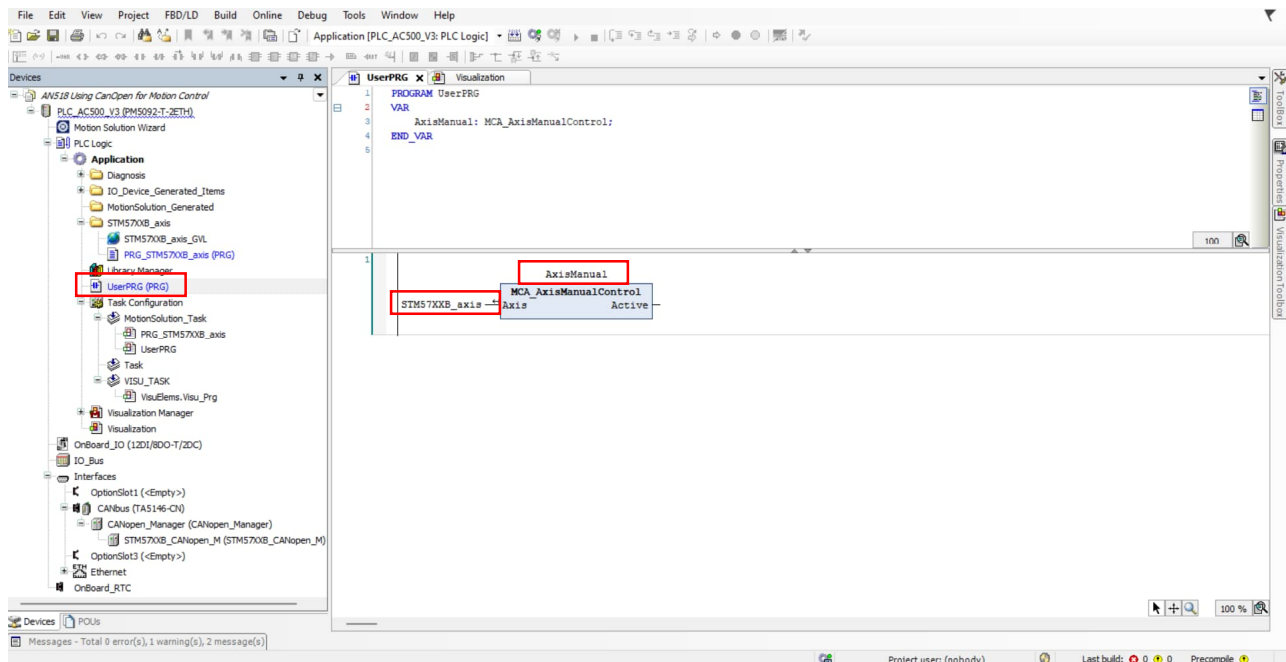 File Edit View Project FBD/LD Build Online Debug Tools Window Help
Application [PLC_AC500_V3: PLC Logic]
Devices
AN518 Using CanOpen for Motion Control
PLC_AC500_V3 (PM5092-T-2ETH)
Motion Solution Wizard
PLC Logic
Application
Diagnosis
IO_Device_Generated_Items
MotionSolution_Generated
STM57XXB_axis
STM57XXB_axis_GVL
PRG_STM57XXB_axis (PRG)
Library Manager
UserPRG (PRG)
Task Configuration
MotionSolution_Task
PRG_STM57XXB_axis
UserPRG
Task
VISU_TASK
VisuElems.Visu_Prg
Visualization Manager
Visualization
OnBoard_IO (12DI/8DO-T/2DC)
IO_Bus
Interfaces
OptionSlot1 (<Empty>)
CANbus (TA5146-CN)
CANopen_Manager (CANopen_Manager)
STM57XXB_CANopen_M (STM57XXB_CANopen_M)
OptionSlot3 (<Empty>)
Ethernet
OnBoard_RTC
Devices POUs
UserPRG Visualization
1 PROGRAM UserPRG
2 VAR
3 AxisManual: MCA_AxisManualControl;
4 END_VAR
5
100
1
AxisManual
MCA_AxisManualControl
STM57XXB_axis Axis Active
100 %
ToolBox
Properties
Visualization Toolbox
Messages - Total 0 error(s), 1 warning(s), 2 message(s)
Project user: (nobody) Last build: 0 0 Precompile